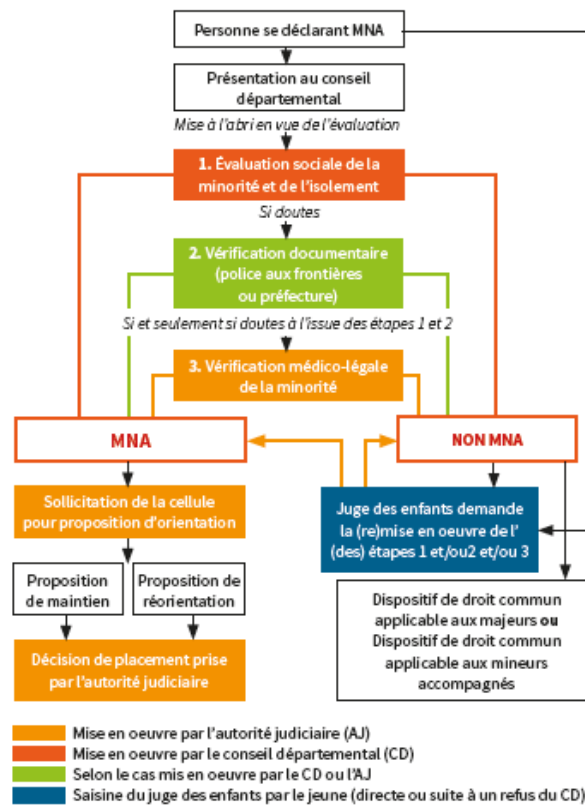 Personne se déclarant MNA
Présentation au conseil
départemental
Mise à l'abri en vue de l'évaluation
1. Évaluation sociale de la
minorité et de l'isolement
Si doutes
2. Vérification documentaire
(police aux frontières
ou préfecture)
Si et seulement si doutes à l'issue des étapes 1 et 2
3. Vérification médico-légale
de la minorité
MNA
NON MNA
Sollicitation de la cellule
pour proposition d'orientation
Juge des enfants demande
la (re)mise en oeuvre de l'
(des) étapes 1 et/ou2 et/ou 3
Proposition
de maintien
Proposition de
réorientation
Décision de placement prise
par l'autorité judiciaire
Dispositif de droit commun
applicable aux majeurs ou
Dispositif de droit commun
applicable aux mineurs
accompagnés
Mise en oeuvre par l'autorité judiciaire (AJ)
Mise en oeuvre par le conseil départemental (CD)
Selon le cas mis en oeuvre par le CD ou l'AJ
Saisine du juge des enfants par le jeune (directe ou suite à un refus du CD)